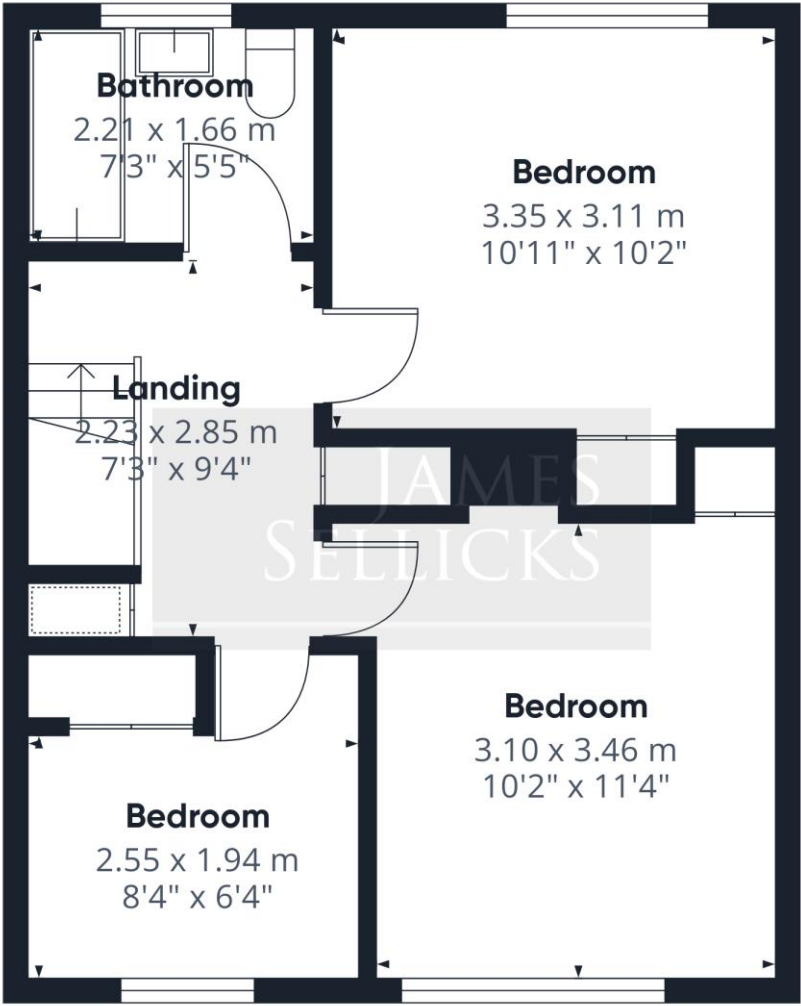 Bathroom
2.21 x 1.66 m
7'3" x 5'5"
Bedroom
3.35 x 3.11 m
10'11" x 10'2"
Landing
2.23 x 2.85 m
7'3" x 9'4"
JAMES
SELLICKS
Bedroom
3.10 x 3.46 m
10'2" x 11'4"
Bedroom
2.55 x 1.94 m
8'4" x 6'4"